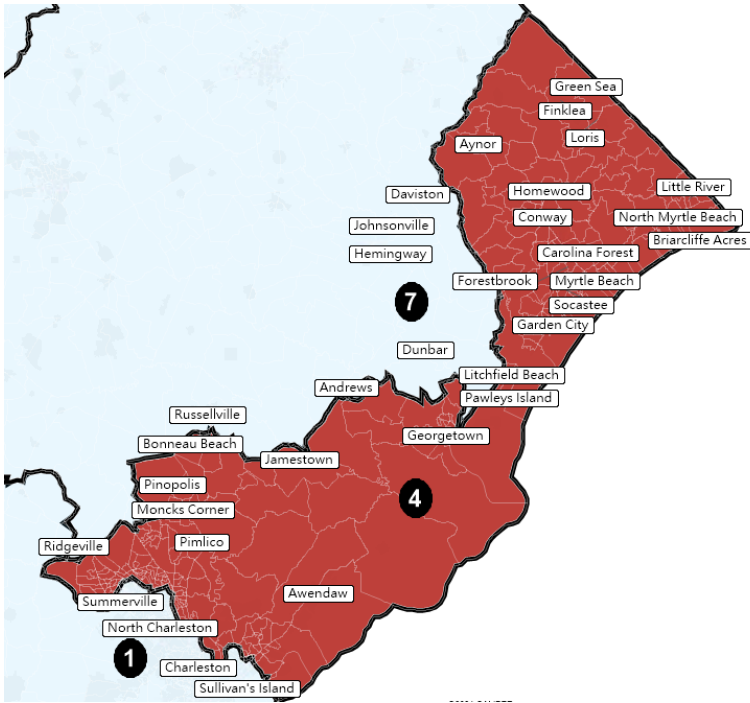 Green Sea
Finklea
Loris
Aynor
Little River
Daviston
Homewood
Conway
North Myrtle Beach
Johnsonville
Briarcliffe Acres
Hemingway
Carolina Forest
Forestbrook
Myrtle Beach
7
Socastee
Garden City
Dunbar
Litchfield Beach
Andrews
Pawleys Island
Russellville
Georgetown
Bonneau Beach
Jamestown
Pinopolis
4
Moncks Corner
Ridgeville
Pimlico
Awendaw
Summerville
North Charleston
1
Charleston
Sullivan's Island